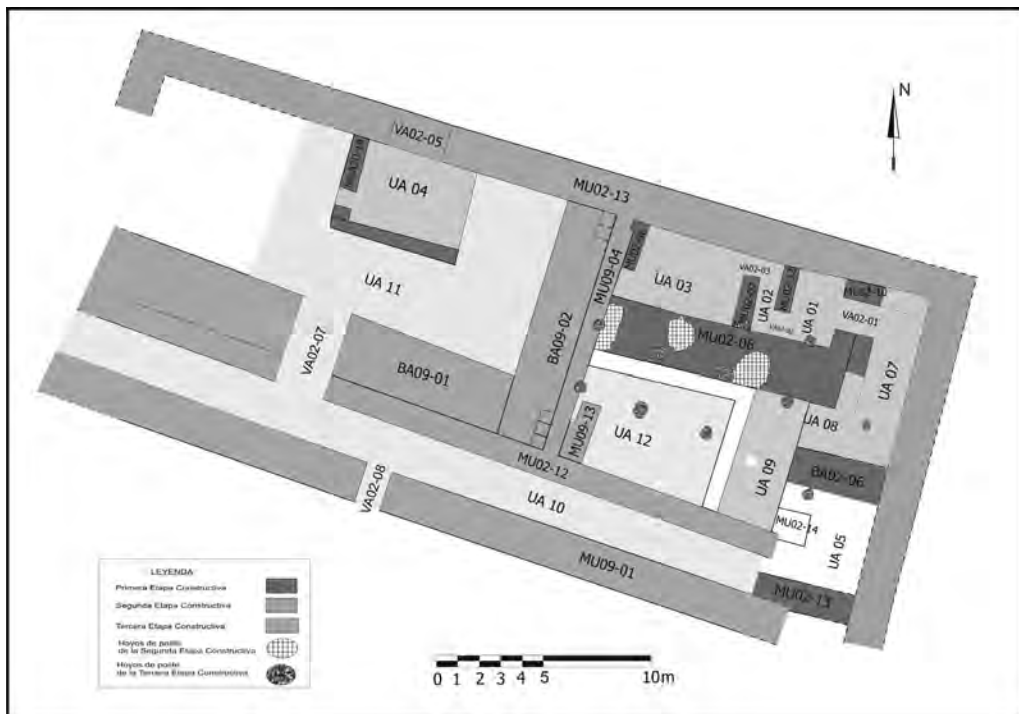 N
VA02-05
MU02-13
UA 04
MU09-04
UA 03
VA02-03
UA 02
MU02-07
UA 01
VA02-01
UA 11
MU02-06
BA09-02
UA 07
VA02-07
BA09-01
MU09-13
UA 12
UA 08
UA 09
BA02-06
MU02-12
VA02-08
UA 10
MU02-14
UA 05
MU09-01
MU02-13
LEYENDA
Primera Etapa Constructiva
Segunda Etapa Constructiva
Tercera Etapa Constructiva
Hoyos de poste
de la Segunda Etapa Constructiva
Hoyos de poste
de la Tercera Etapa Constructiva
0 1 2 3 4 5 10m